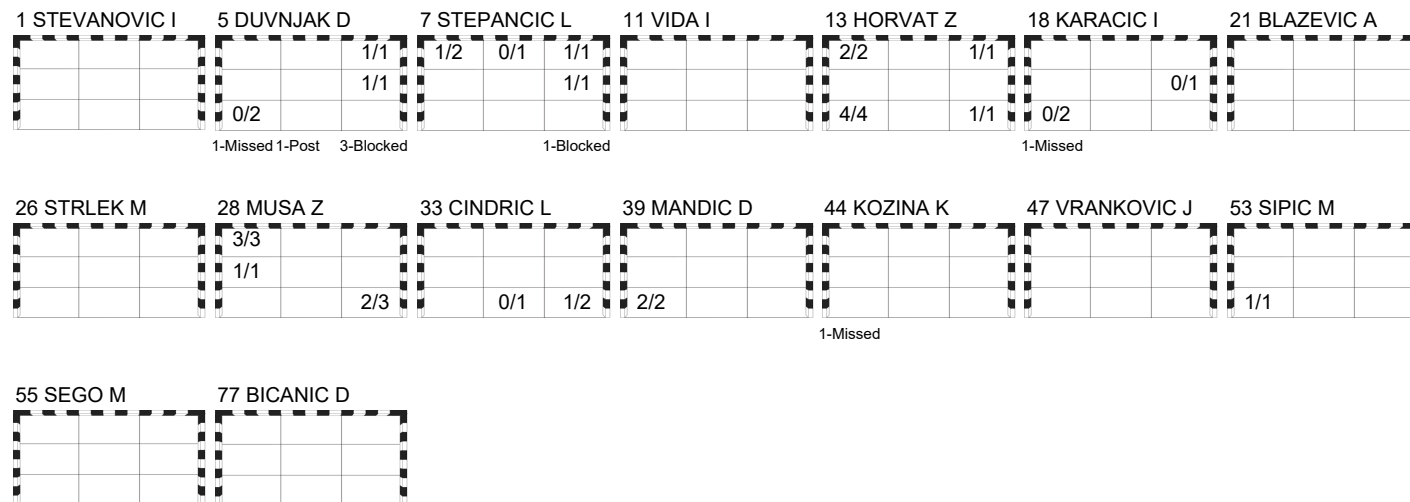 1 STEVANOVIC I 5 DUVNJAK D 7 STEPANCIC L 11 VIDA I 13 HORVAT Z 18 KARACIC I 21 BLAZEVIC A
1/1 1/2 0/1 1/1 2/2 1/1
1/1 1/1 0/1
0/2 4/4 1/1 0/2
1-Missed 1-Post 3-Blocked 1-Blocked 1-Missed
26 STRLEK M 28 MUSA Z 33 CINDRIC L 39 MANDIC D 44 KOZINA K 47 VRANKOVIC J 53 SIPIC M
3/3
1/1
2/3 0/1 1/2 2/2 1/1
1-Missed
55 SEGO M 77 BICANIC D